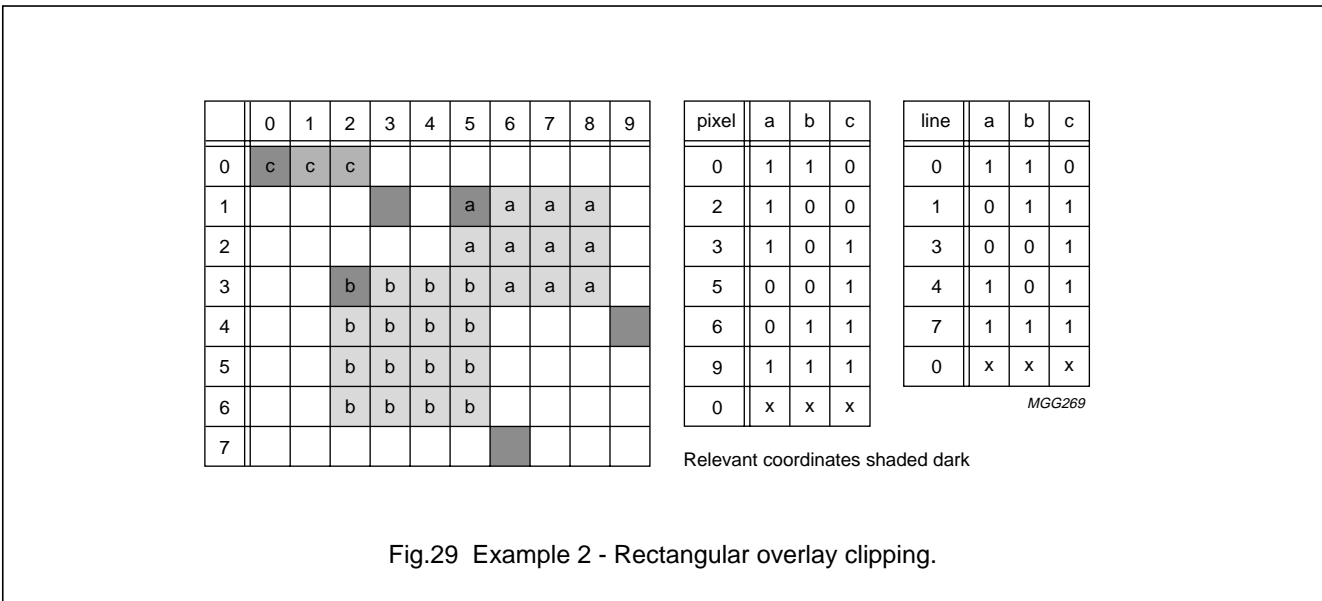 0 1 2 3 4 5 6 7 8 9
0 c c c
1 a a a a
2 a a a a
3 b b b b a a a
4 b b b b
5 b b b b
6 b b b b
7
pixel a b c
0 1 1 0
2 1 0 0
3 1 0 1
5 0 0 1
6 0 1 1
9 1 1 1
0 x x x
line a b c
0 1 1 0
1 0 1 1
3 0 0 1
4 1 0 1
7 1 1 1
0 x x x
MGG269
Relevant coordinates shaded dark
Fig.29 Example 2 - Rectangular overlay clipping.